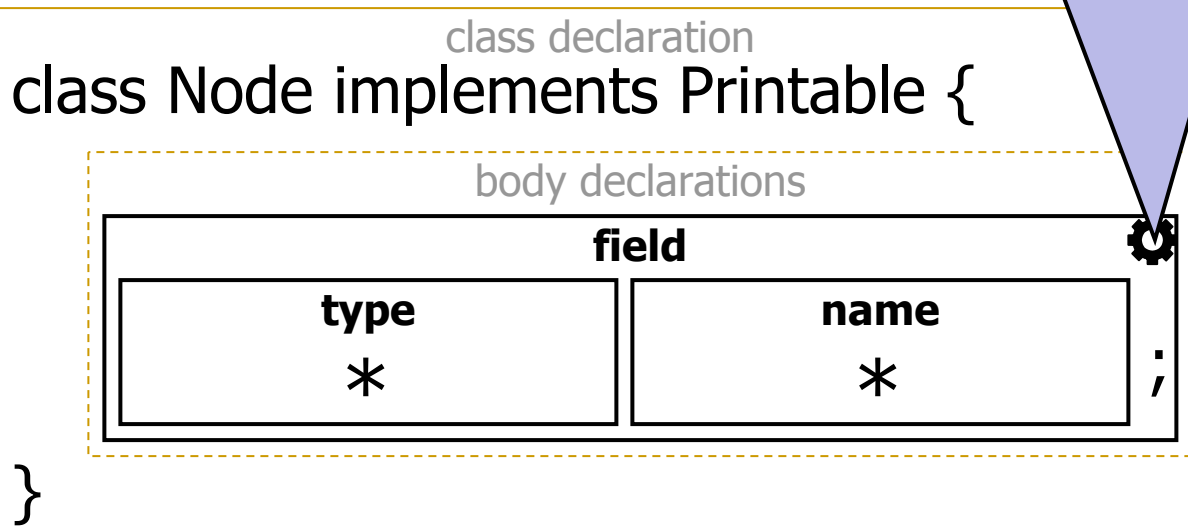 class declaration
class Node implements Printable {
body declarations
field
type name
* * ;
}